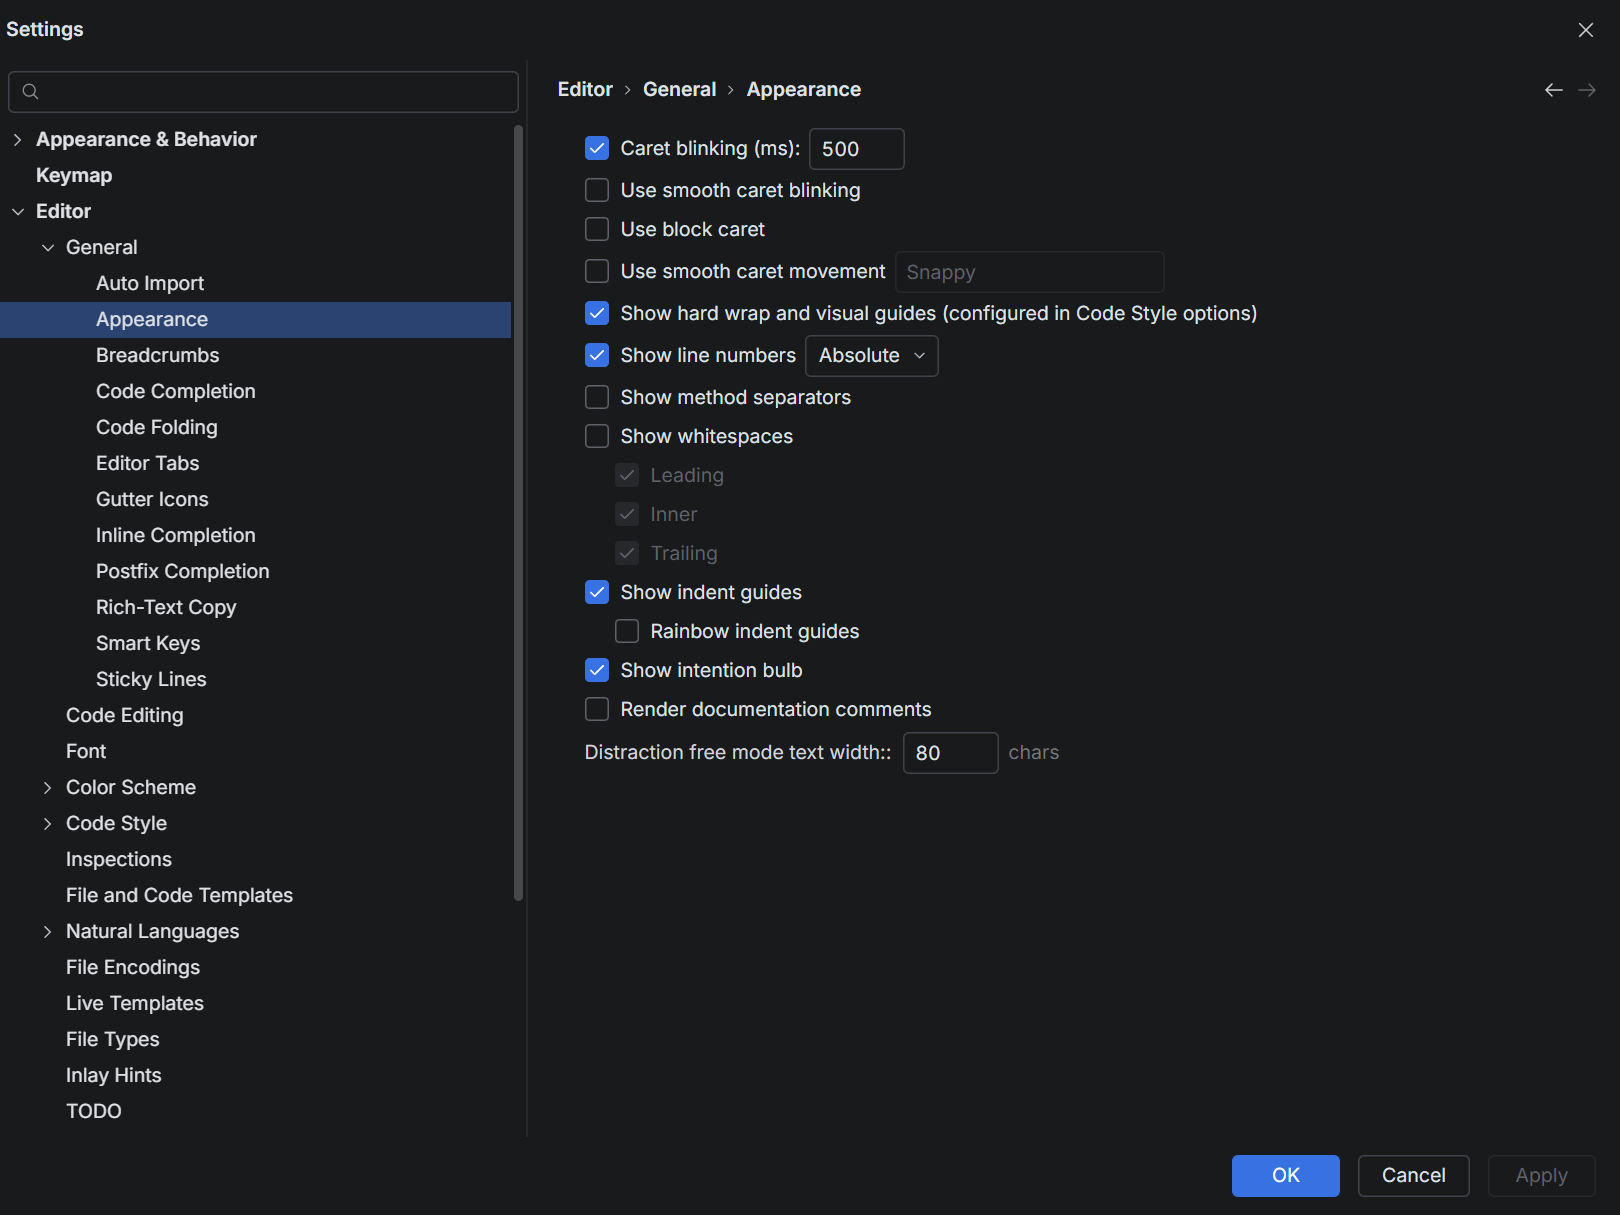 Settings
Appearance & Behavior
Keymap
Editor
General
Auto Import
Appearance
Breadcrumbs
Code Completion
Code Folding
Editor Tabs
Gutter Icons
Inline Completion
Postfix Completion
Rich-Text Copy
Smart Keys
Sticky Lines
Code Editing
Font
Color Scheme
Code Style
Inspections
File and Code Templates
Natural Languages
File Encodings
Live Templates
File Types
Inlay Hints
TODO
Editor › General › Appearance
Caret blinking (ms): 500
Use smooth caret blinking
Use block caret
Use smooth caret movement Snappy
Show hard wrap and visual guides (configured in Code Style options)
Show line numbers Absolute
Show method separators
Show whitespaces
Leading
Inner
Trailing
Show indent guides
Rainbow indent guides
Show intention bulb
Render documentation comments
Distraction free mode text width:: 80 chars
OK Cancel Apply